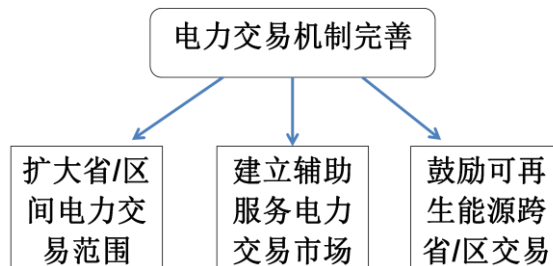 电力交易机制完善
扩大省/区
间电力交
易范围
建立辅助
服务电力
交易市场
鼓励可再
生能源跨
省/区交易